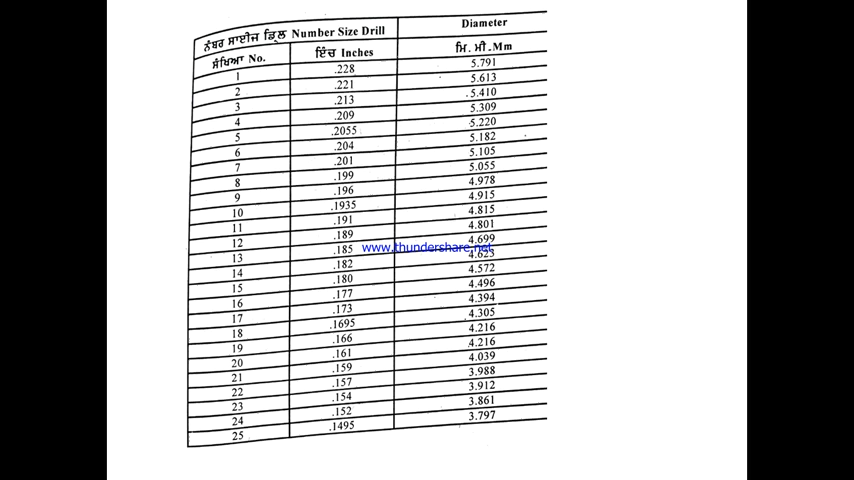 ਨੰਬਰ ਸਾਈਜ ਡ੍ਰਿਲ Number Size Drill Diameter
ਸੰਖਿਆ No. ਇੰਚ Inches ਮਿ. ਮੀ.Mm
1 .228 5.791
2 .221 5.613
3 .213 5.410
4 .209 5.309
5 .2055 5.220
6 .204 5.182
7 .201 5.105
8 .199 5.055
9 .196 4.978
10 .1935 4.915
11 .191 4.815
12 .189 4.801
13 .185 4.699
www.thundershare.net
14 .182 4.623
15 .180 4.572
16 .177 4.496
17 .173 4.394
18 .1695 4.305
19 .166 4.216
20 .161 4.216
21 .159 4.039
22 .157 3.988
23 .154 3.912
24 .152 3.861
25 .1495 3.797